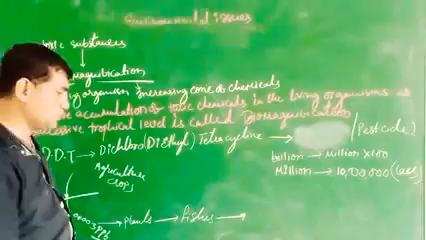 Environmental issues
substances
magnification
organism Increasing conc of chemicals
accumulation of toxic chemicals in the living organisms at
successive trophical level is called Biomagnification
D.D.T → Dichloro(DiEthyl) Tetracycline → (Pesticide)
Agriculture
crops
billion → million x100
Million → 10,00,000 (Lacs)
→ plants → fishes →